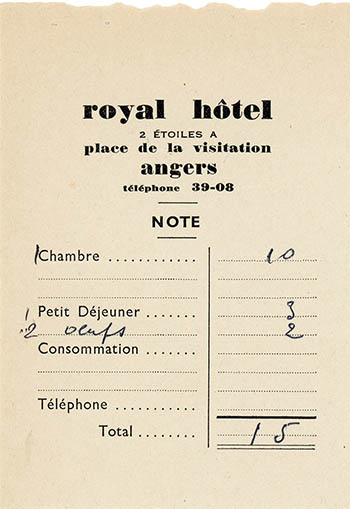 royal hôtel
2 ÉTOILES A
place de la visitation
angers
téléphone 39-08
NOTE
1 Chambre ........... 10
1 Petit Déjeuner ...... 3
2 oeufs 2
Consommation .......
Téléphone ..........
Total ....... 15